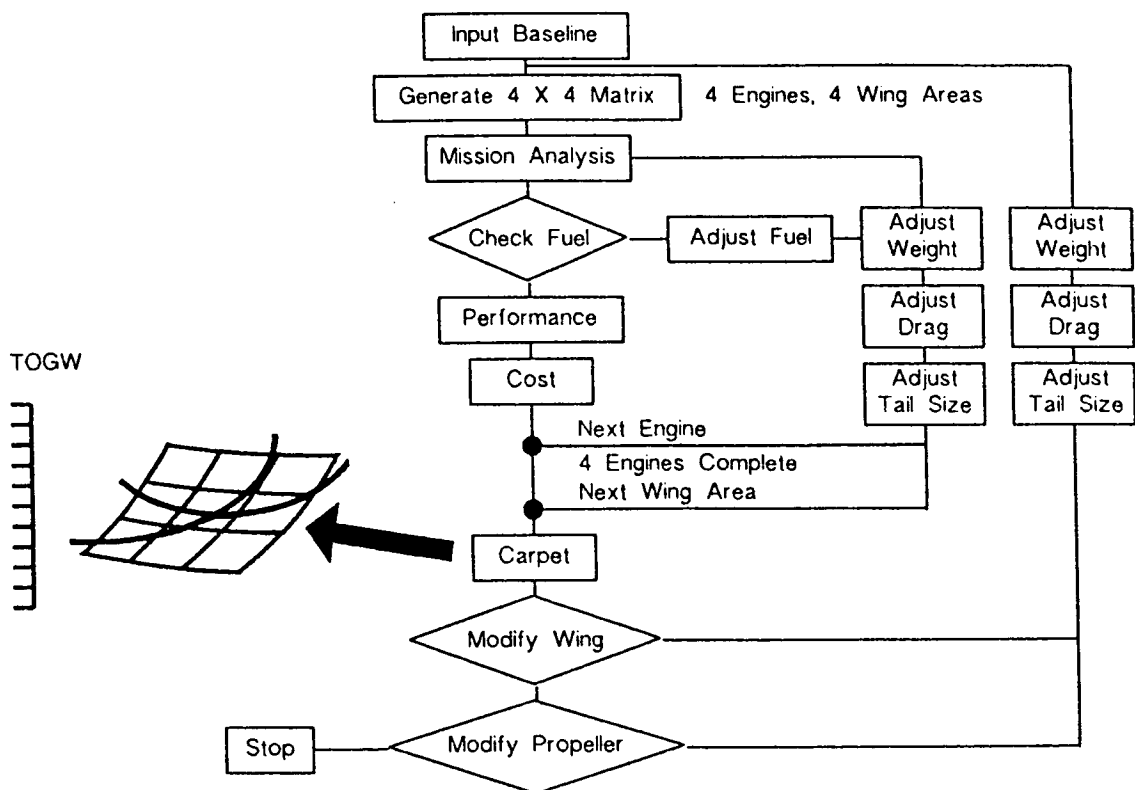 Input Baseline
Generate 4 X 4 Matrix
4 Engines, 4 Wing Areas
Mission Analysis
Check Fuel
Adjust Fuel
Adjust
Weight
Adjust
Weight
Performance
Adjust
Drag
Adjust
Drag
TOGW
Cost
Adjust
Tail Size
Adjust
Tail Size
Next Engine
4 Engines Complete
Next Wing Area
Carpet
Modify Wing
Stop
Modify Propeller